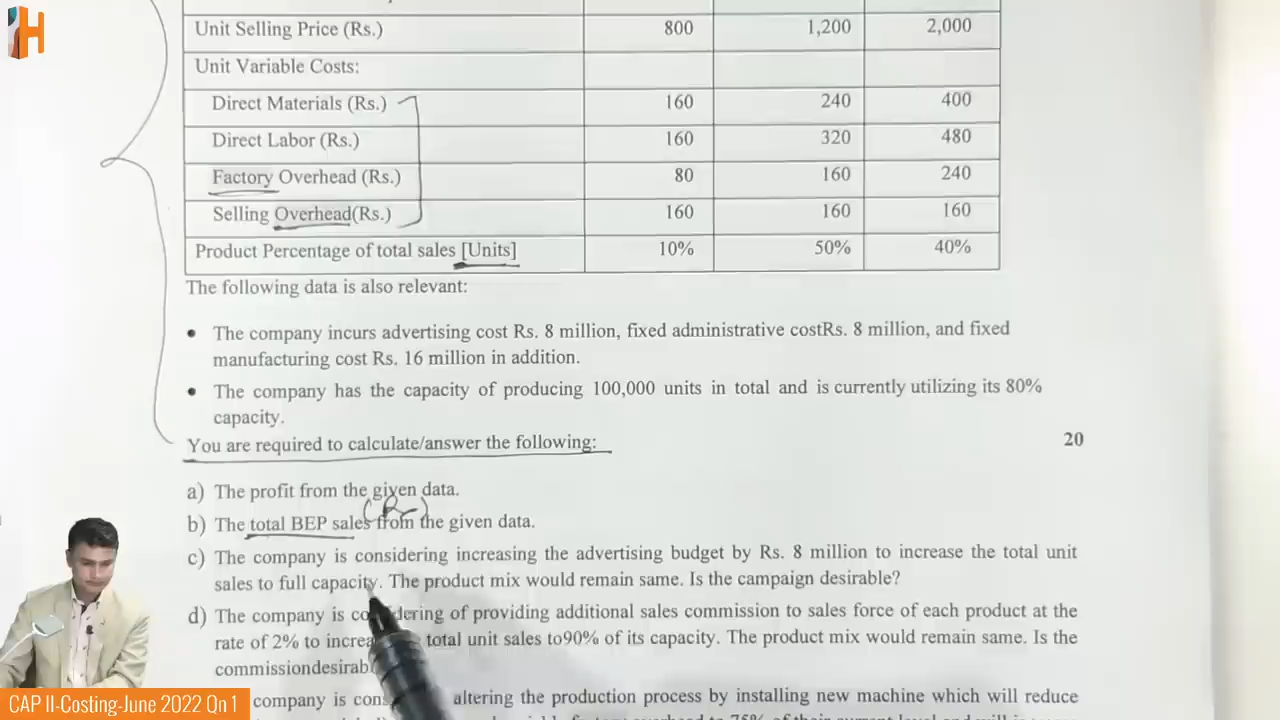 H
Unit Selling Price (Rs.) 800 1,200 2,000
Unit Variable Costs:
Direct Materials (Rs.) 160 240 400
Direct Labor (Rs.) 160 320 480
Factory Overhead (Rs.) 80 160 240
Selling Overhead(Rs.) 160 160 160
Product Percentage of total sales [Units] 10% 50% 40%
The following data is also relevant:
• The company incurs advertising cost Rs. 8 million, fixed administrative costRs. 8 million, and fixed
manufacturing cost Rs. 16 million in addition.
• The company has the capacity of producing 100,000 units in total and is currently utilizing its 80%
capacity.
You are required to calculate/answer the following: 20
a) The profit from the given data.
b) The total BEP sales from the given data.
c) The company is considering increasing the advertising budget by Rs. 8 million to increase the total unit
sales to full capacity. The product mix would remain same. Is the campaign desirable?
d) The company is of providing additional sales commission to sales force of each product at the
rate of 2% to total unit sales to90% of its capacity. The product mix would remain same. Is the
company is altering the production process by installing new machine which will reduce
CAP II-Costing-June 2022 Qn 1